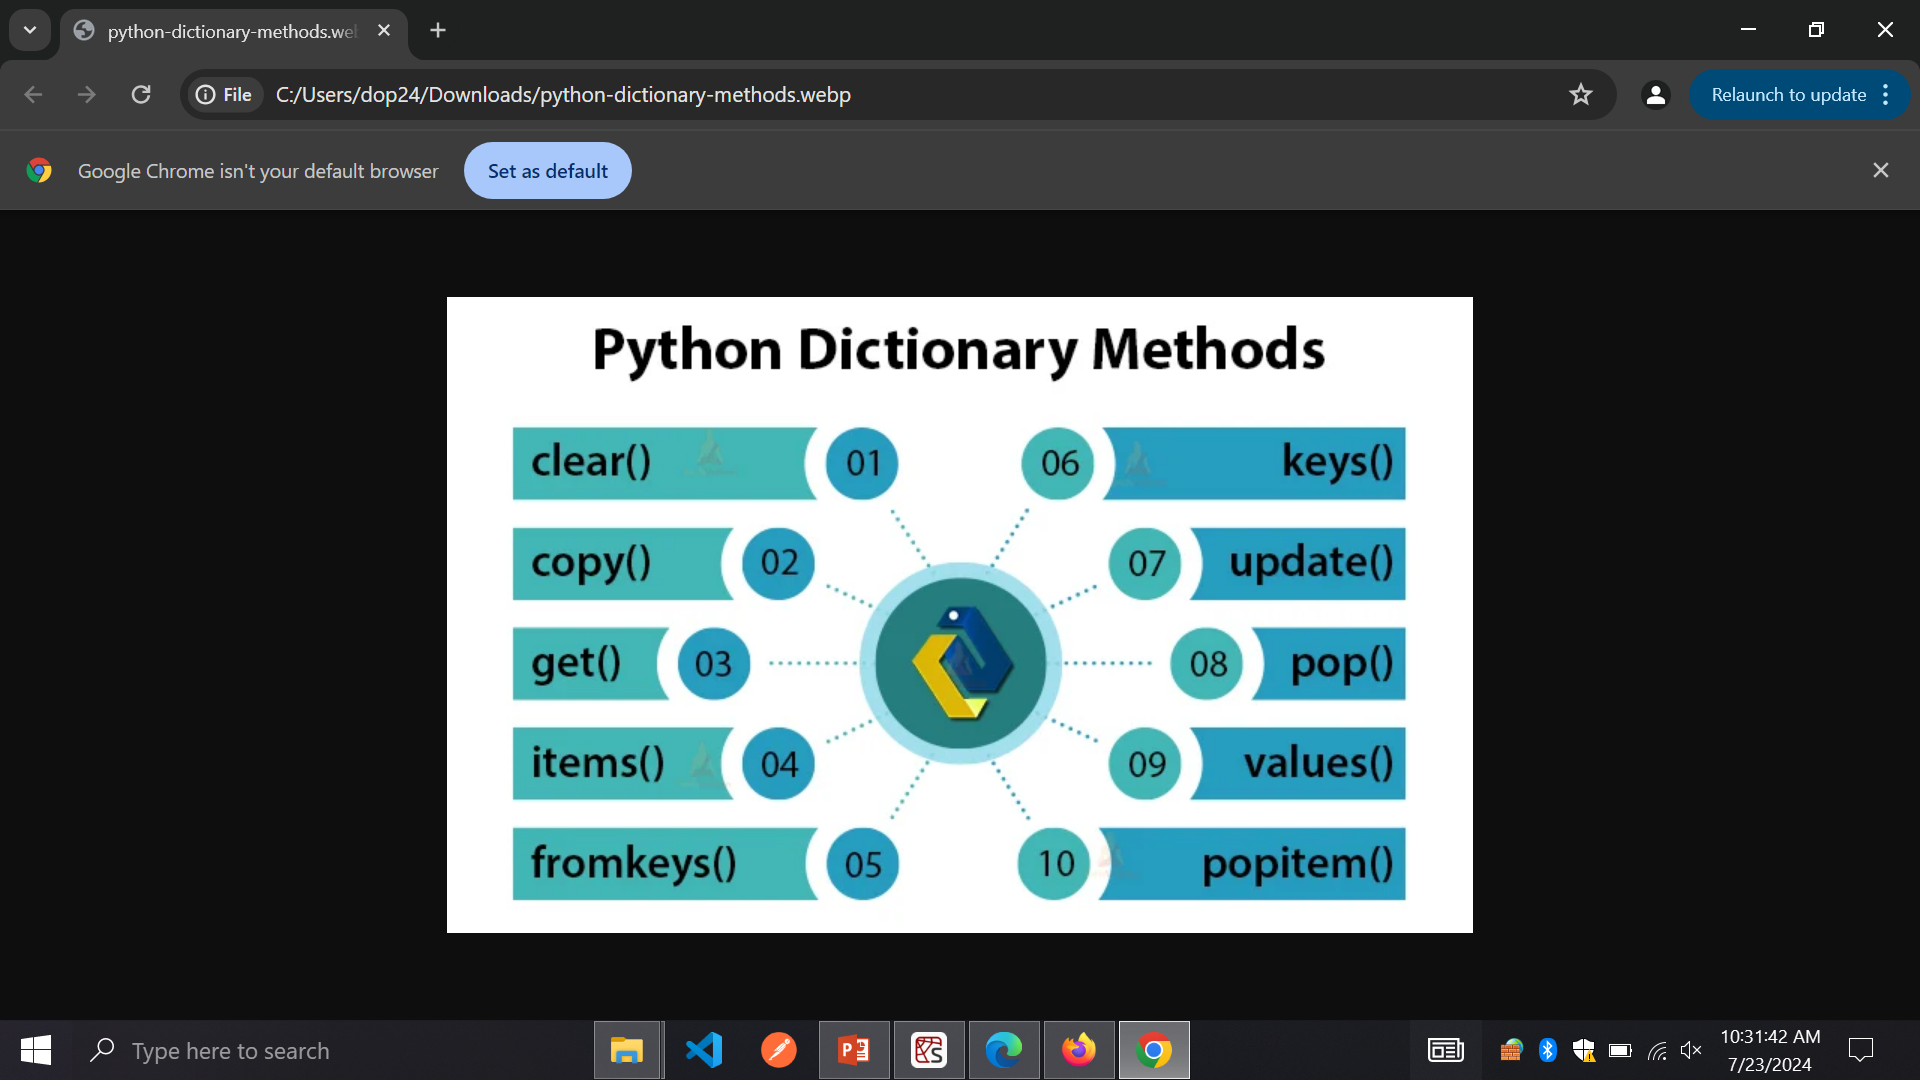 python-dictionary-methods.we
File
C:/Users/dop24/Downloads/python-dictionary-methods.webp
Relaunch to update
Google Chrome isn't your default browser
Set as default
Python Dictionary Methods
clear() 01
copy() 02
get() 03
items() 04
fromkeys() 05
06 keys()
07 update()
08 pop()
09 values()
10 popitem()
Type here to search
10:31:42 AM
7/23/2024